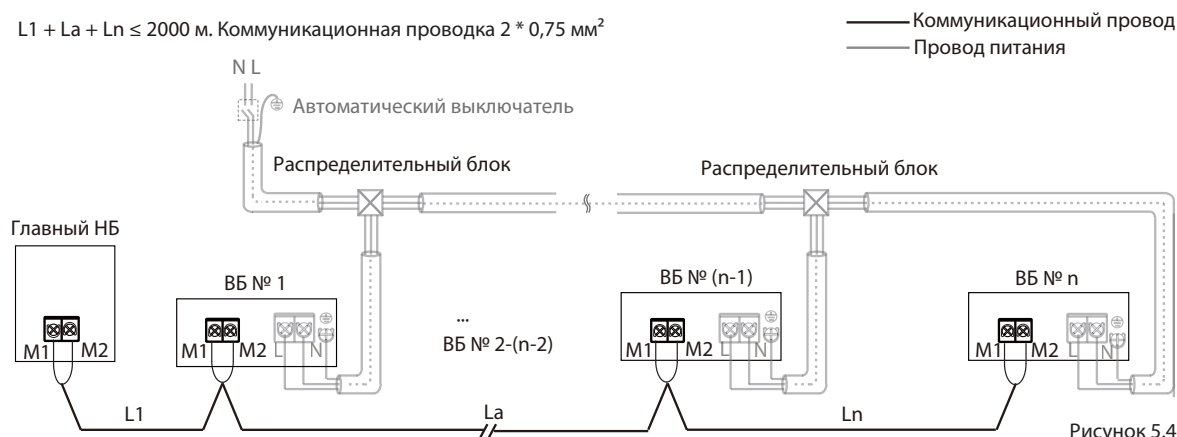 L1 + La + Ln ≤ 2000 м. Коммуникационная проводка 2 * 0,75 мм²
Коммуникационный провод
Провод питания
N L
Автоматический выключатель
Распределительный блок
Распределительный блок
Главный НБ
ВБ № 1
ВБ № (n-1)
ВБ № n
...
ВБ № 2-(n-2)
M1 M2
M1 M2 L N
M1 M2 L N
M1 M2 L N
L1
La
Ln
Рисунок 5.4